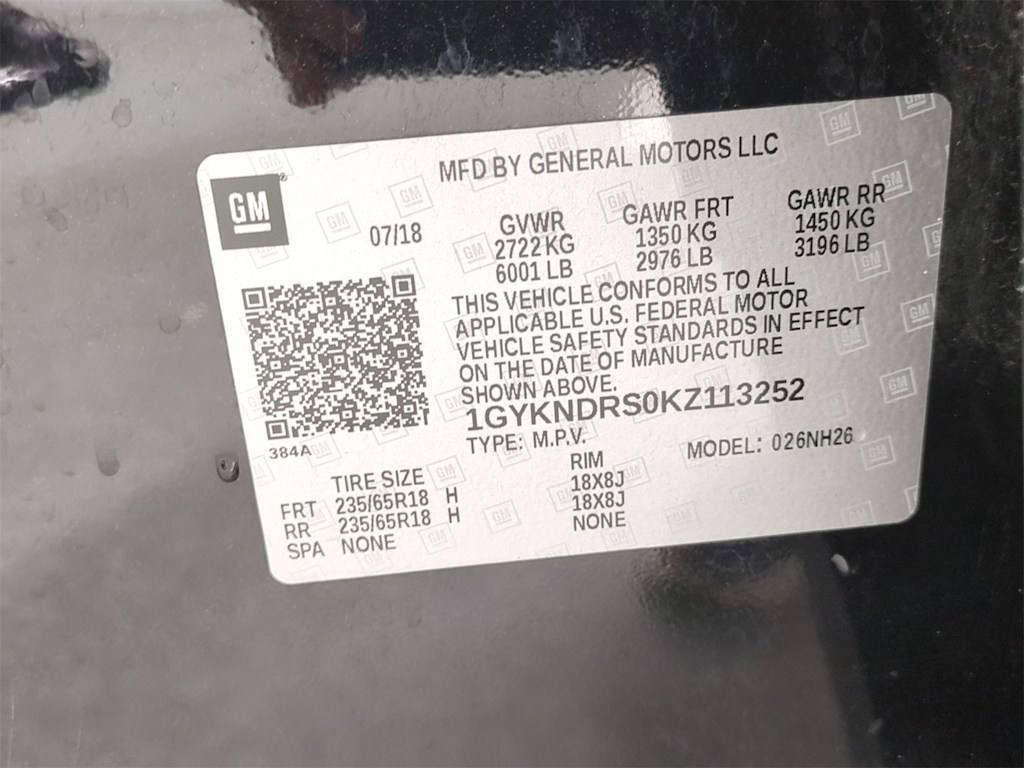 MFD BY GENERAL MOTORS LLC
GM®
07/18
GVWR GAWR FRT GAWR RR
2722 KG 1350 KG 1450 KG
6001 LB 2976 LB 3196 LB
THIS VEHICLE CONFORMS TO ALL
APPLICABLE U.S. FEDERAL MOTOR
VEHICLE SAFETY STANDARDS IN EFFECT
ON THE DATE OF MANUFACTURE
SHOWN ABOVE.
1GYKNDRS0KZ113252
384A
TYPE: M.P.V. MODEL: 026NH26
TIRE SIZE RIM
FRT 235/65R18 H 18X8J
RR 235/65R18 H 18X8J
SPA NONE NONE